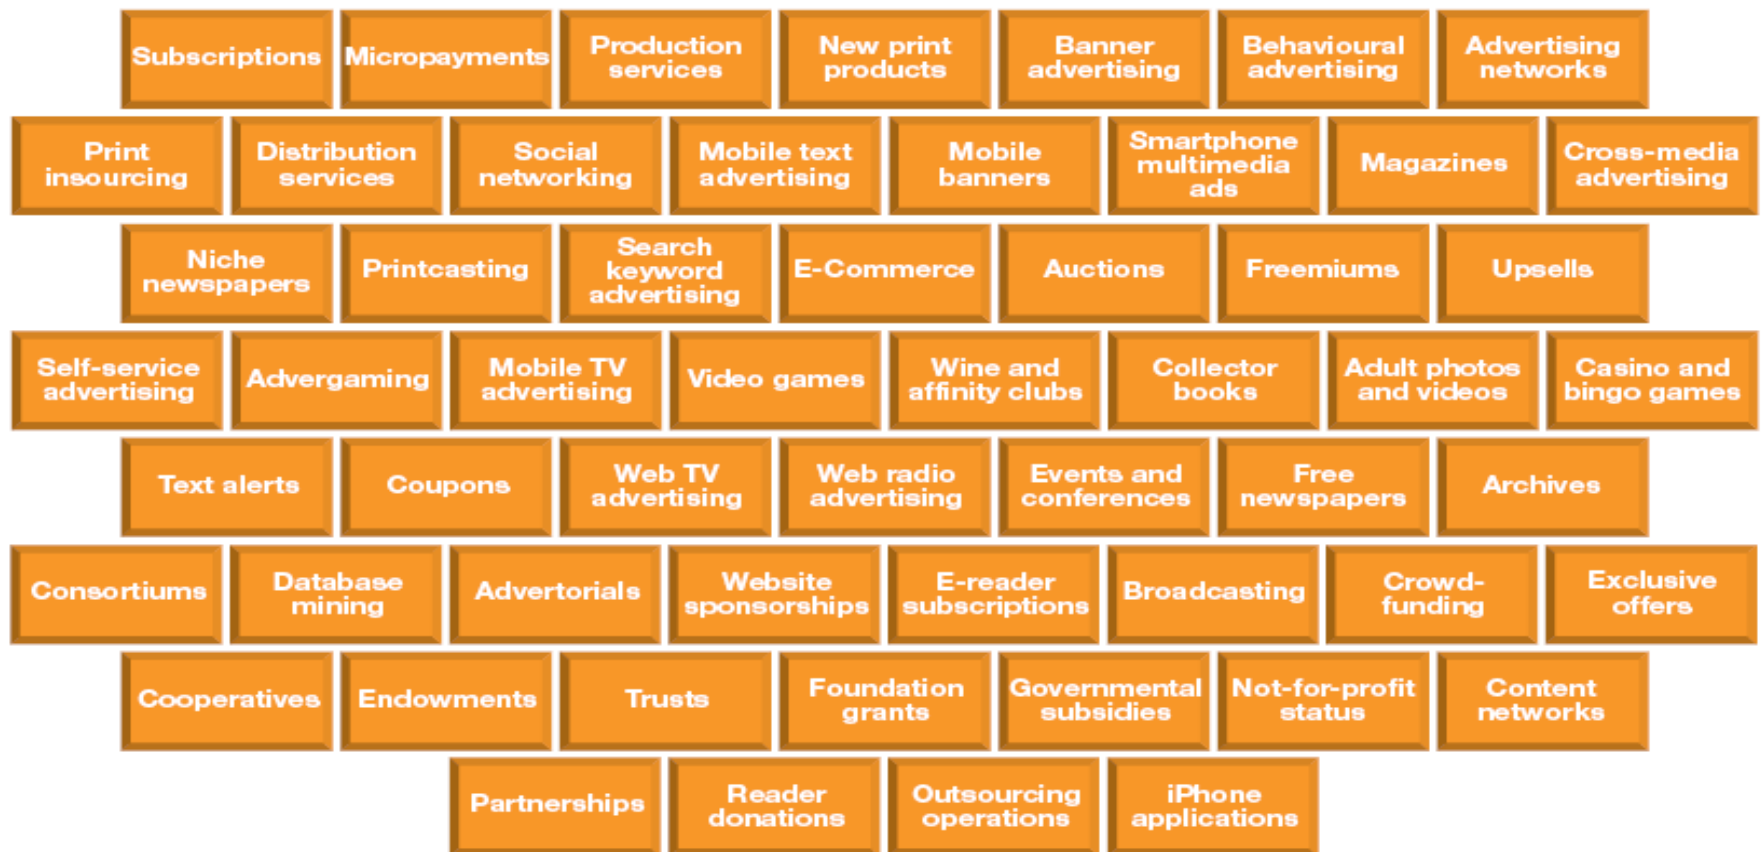 Subscriptions
Micropayments
Production
services
New print
products
Banner
advertising
Behavioural
advertising
Advertising
networks
Print
insourcing
Distribution
services
Social
networking
Mobile text
advertising
Mobile
banners
Smartphone
multimedia
ads
Magazines
Cross-media
advertising
Niche
newspapers
Printcasting
Search
keyword
advertising
E-Commerce
Auctions
Freemiums
Upsells
Self-service
advertising
Advergaming
Mobile TV
advertising
Video games
Wine and
affinity clubs
Collector
books
Adult photos
and videos
Casino and
bingo games
Text alerts
Coupons
Web TV
advertising
Web radio
advertising
Events and
conferences
Free
newspapers
Archives
Consortiums
Database
mining
Advertorials
Website
sponsorships
E-reader
subscriptions
Broadcasting
Crowd-
funding
Exclusive
offers
Cooperatives
Endowments
Trusts
Foundation
grants
Governmental
subsidies
Not-for-profit
status
Content
networks
Partnerships
Reader
donations
Outsourcing
operations
iPhone
applications